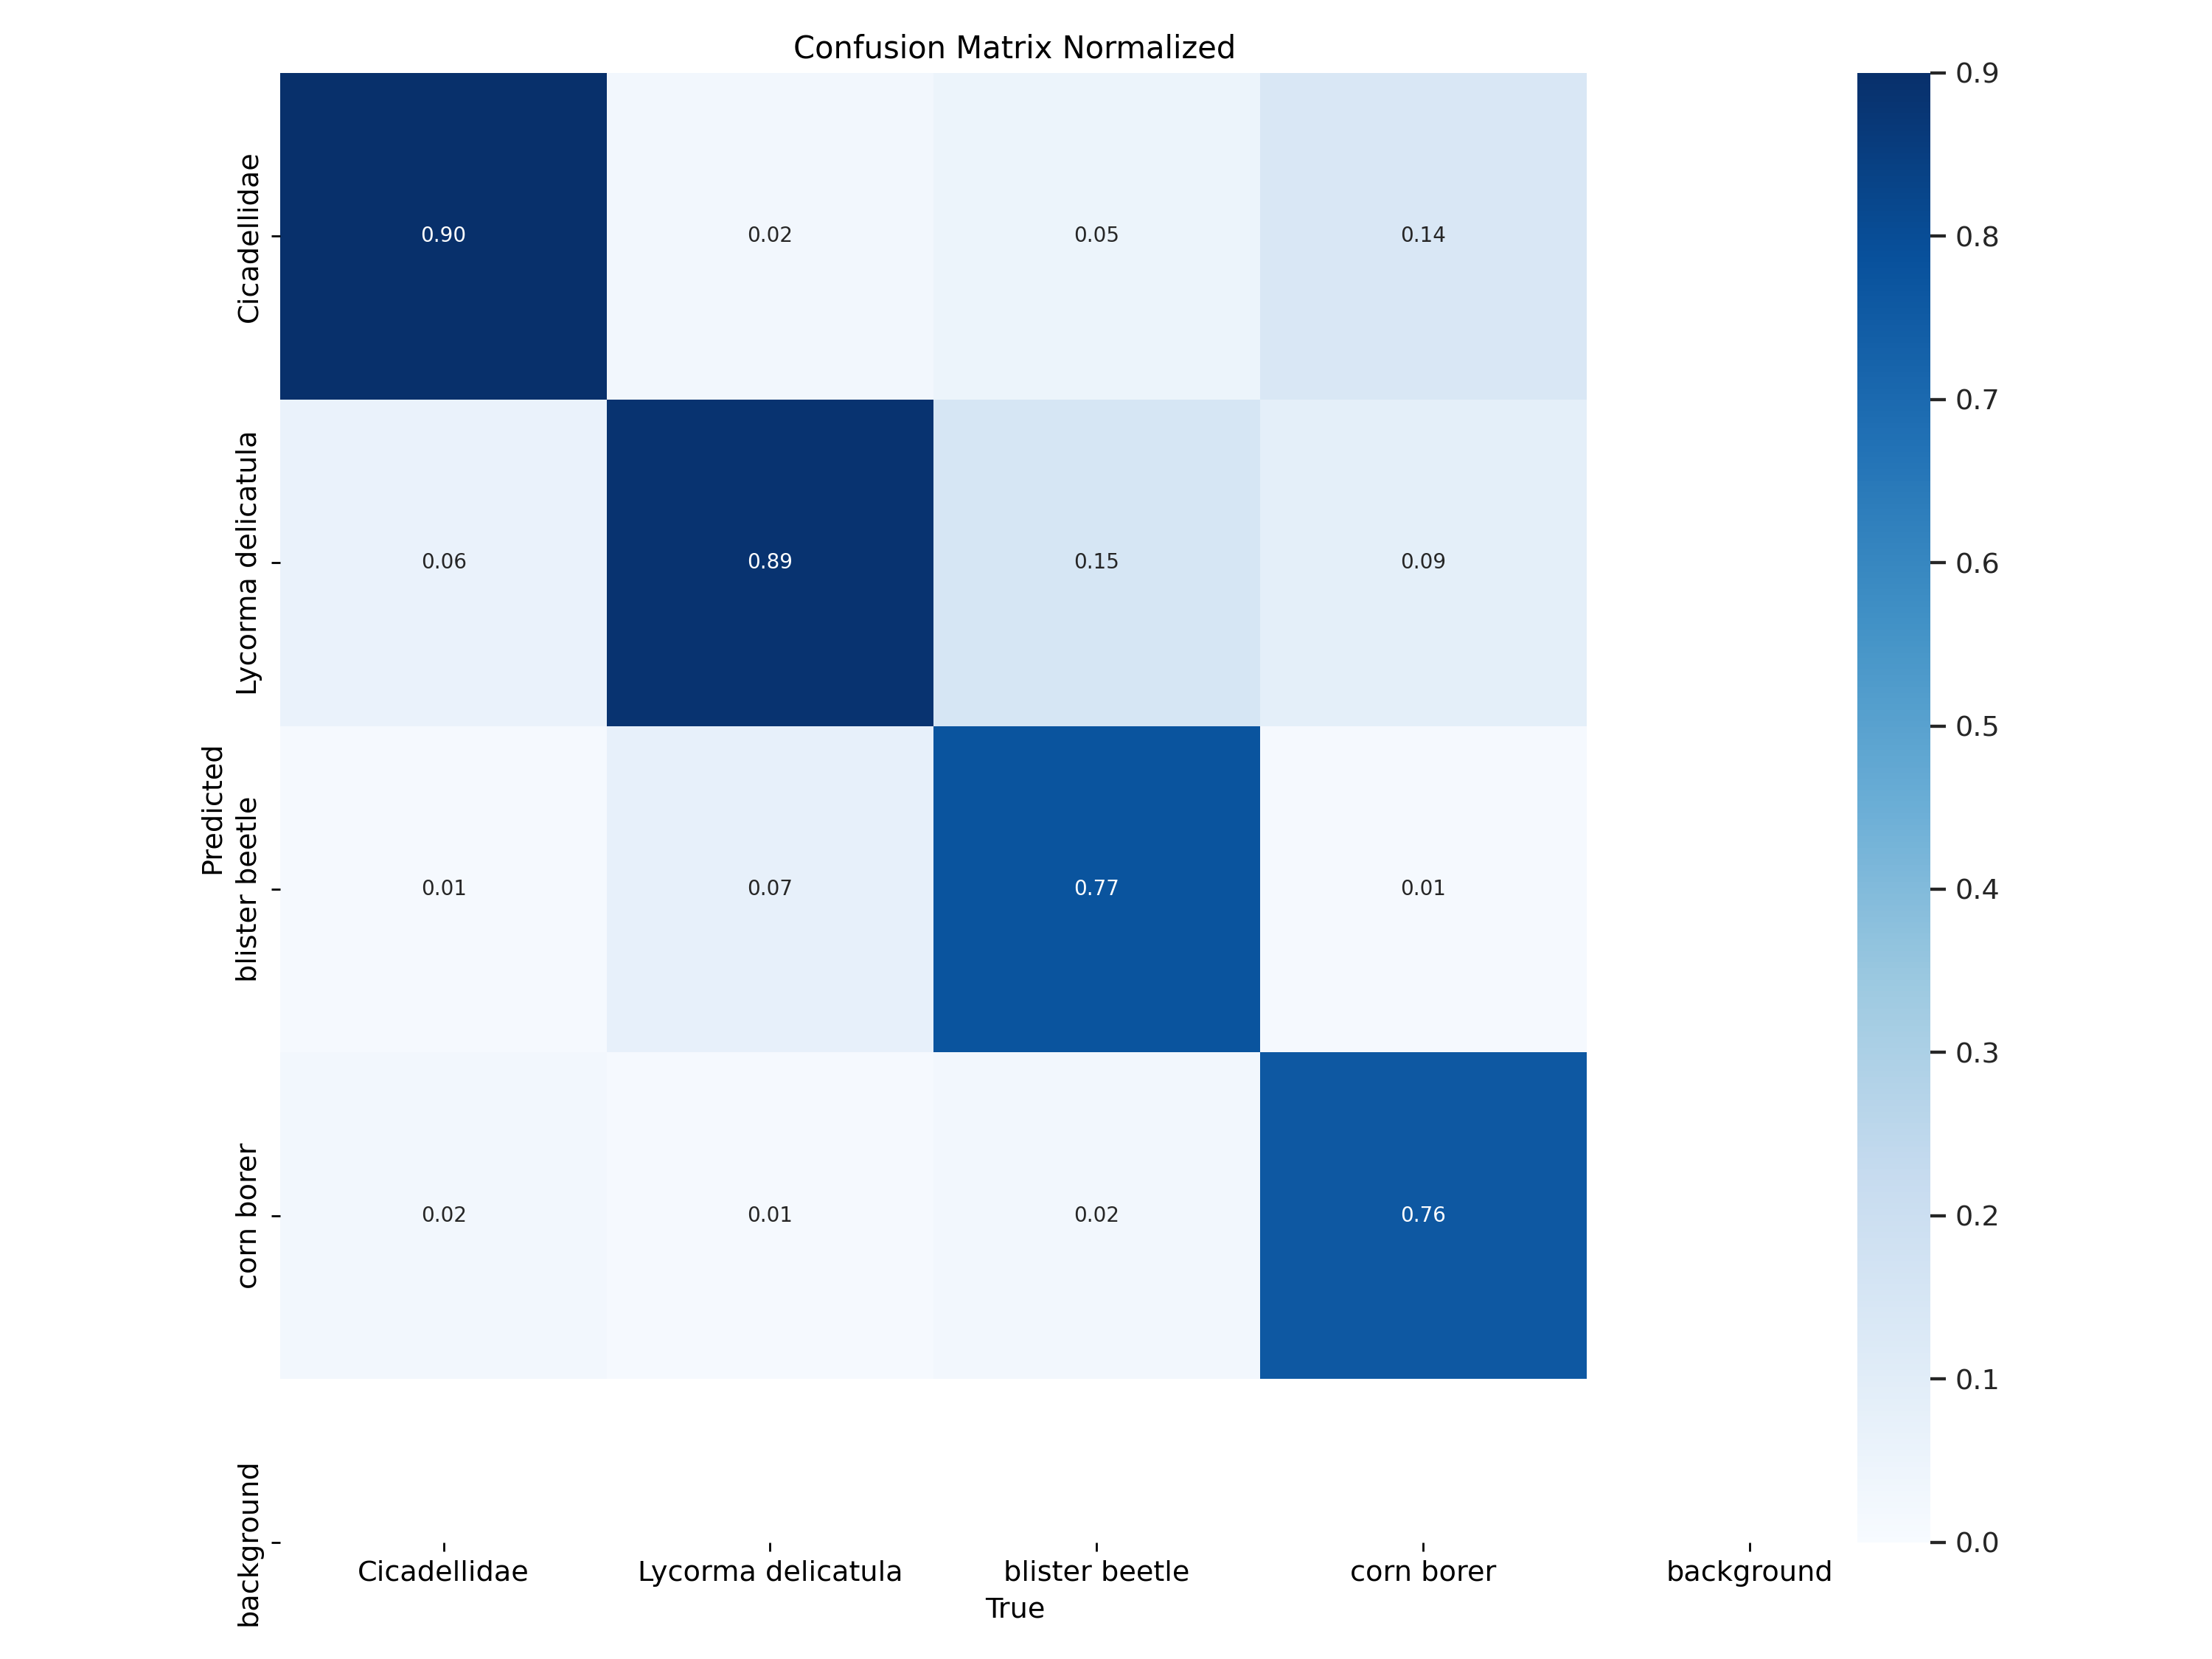 Confusion Matrix Normalized
Predicted
Cicadellidae
0.90
0.02
0.05
0.14
Lycorma delicatula
0.06
0.89
0.15
0.09
blister beetle
0.01
0.07
0.77
0.01
corn borer
0.02
0.01
0.02
0.76
background
Cicadellidae
Lycorma delicatula
blister beetle
corn borer
background
True
0.9
0.8
0.7
0.6
0.5
0.4
0.3
0.2
0.1
0.0